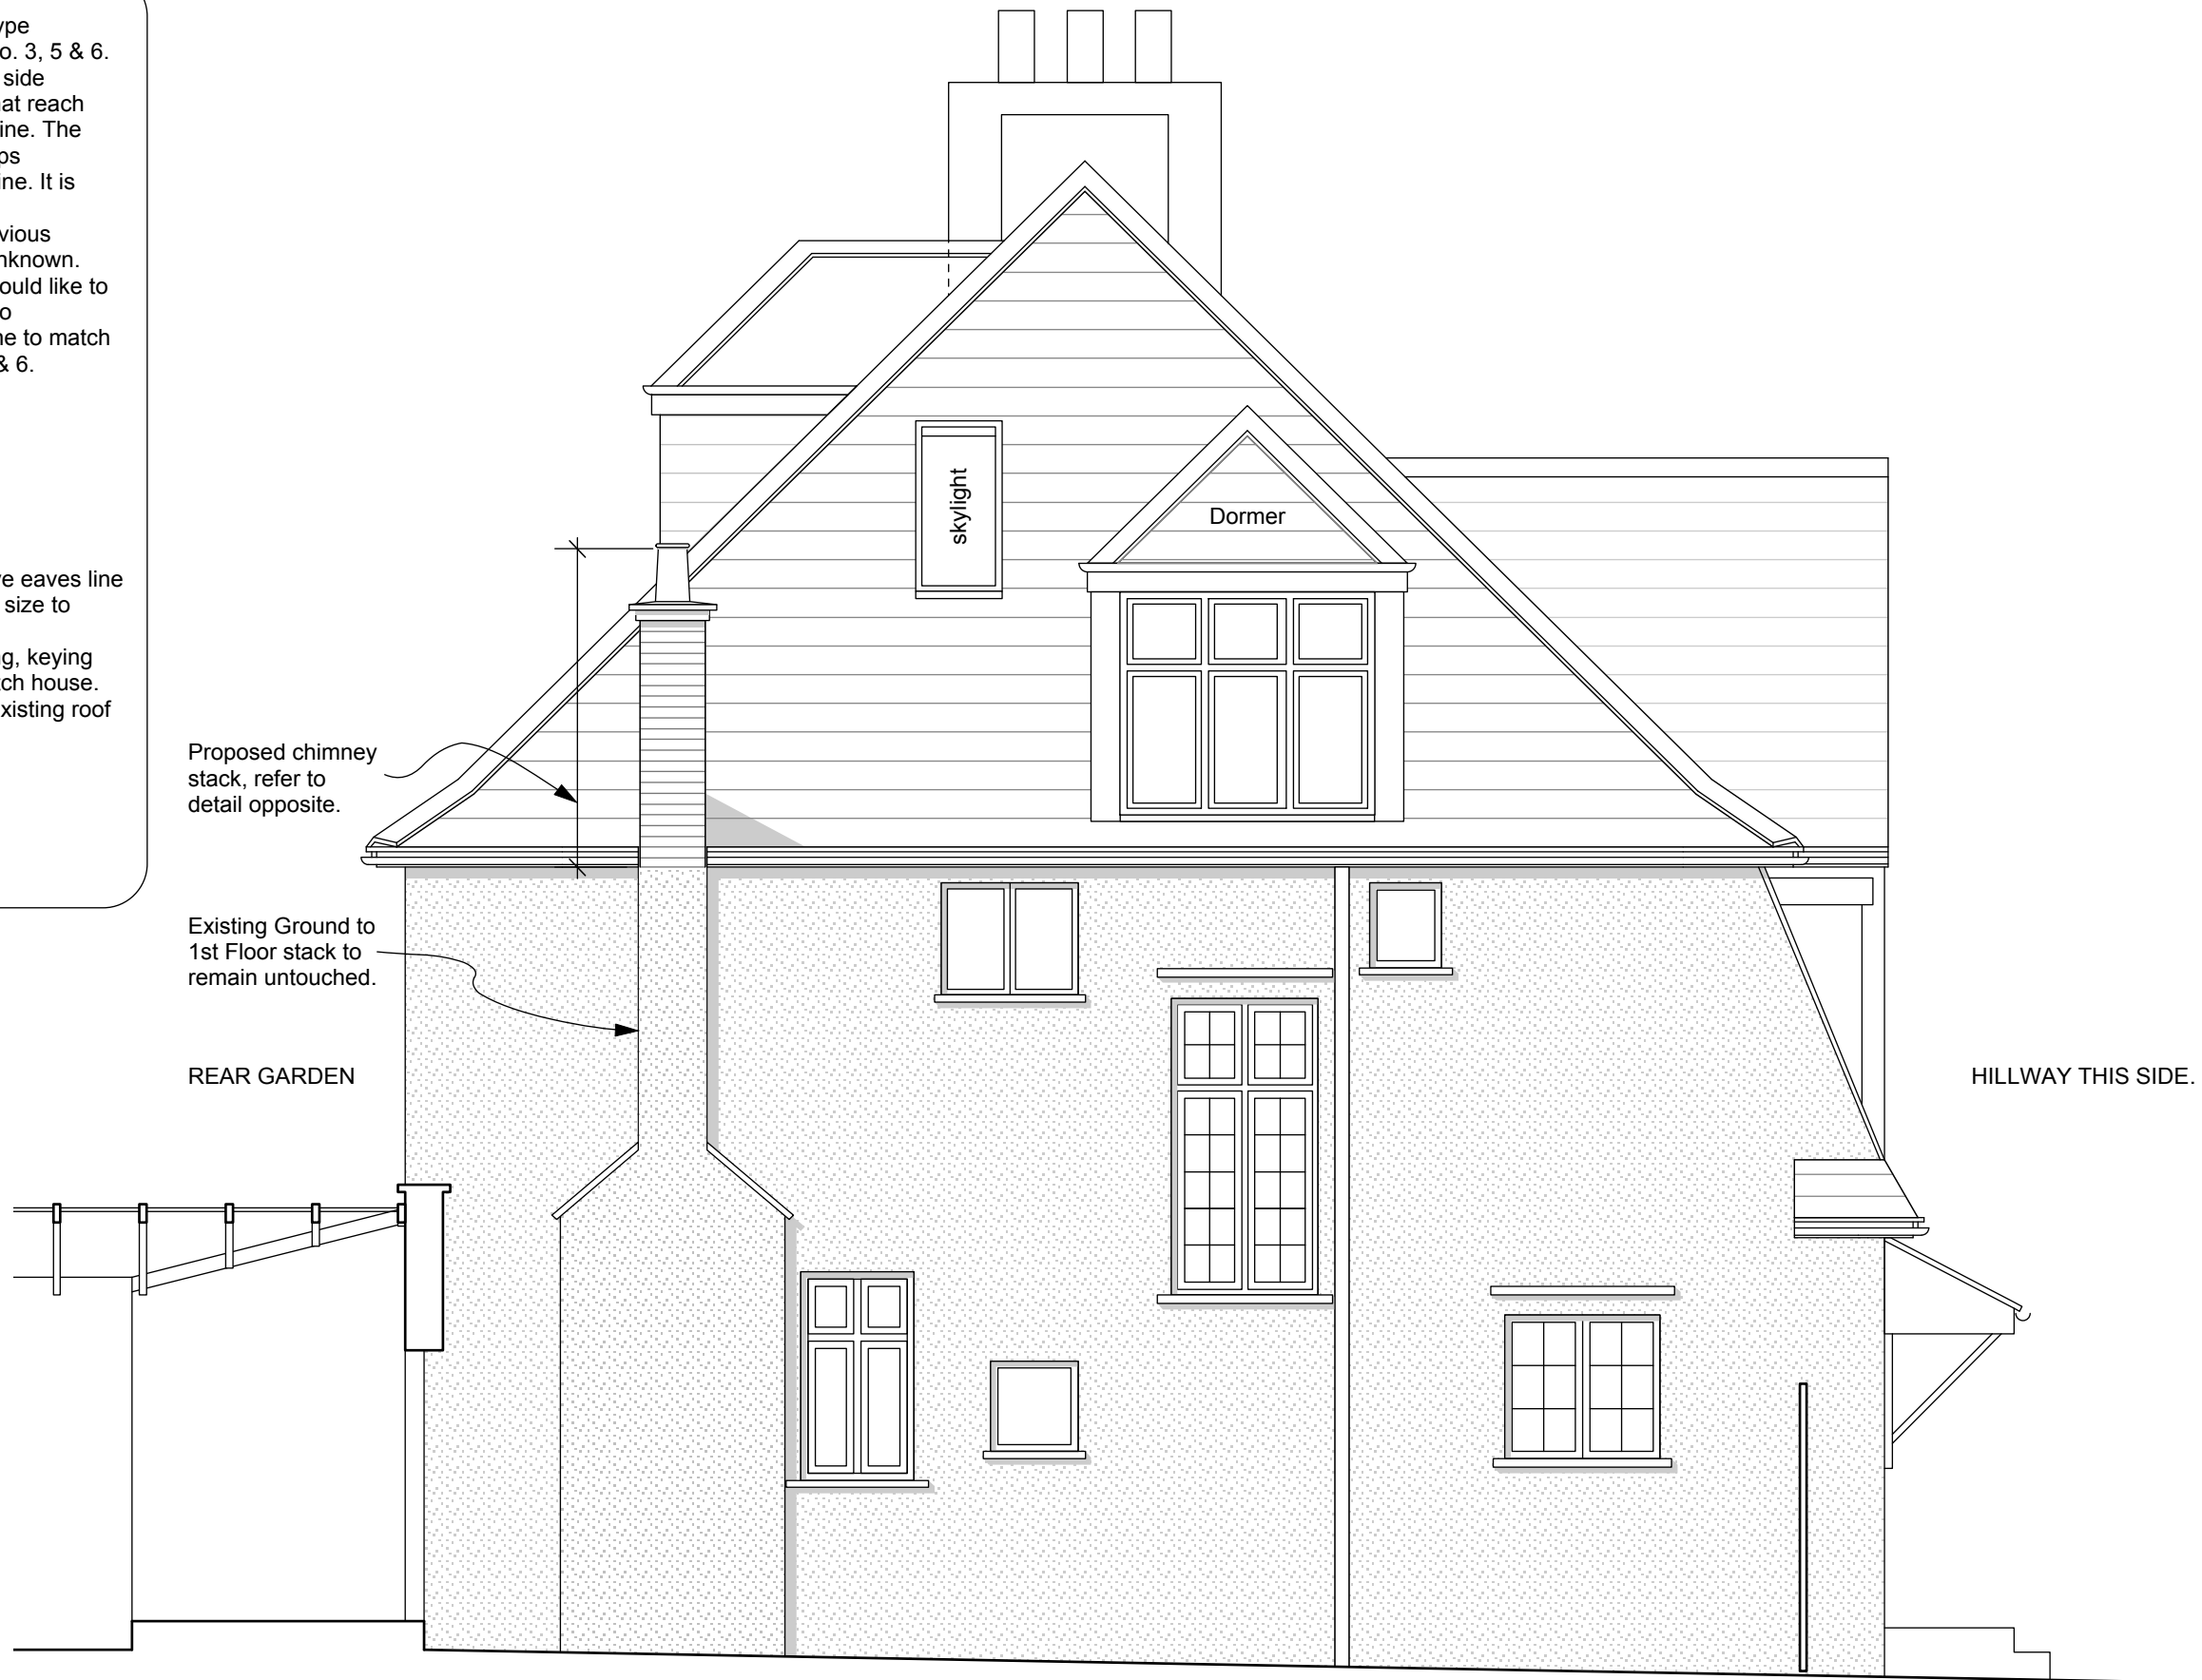 ype
o. 3, 5 & 6.
side
at reach
ine. The
ps
ine. It is
vious
nknown.
ould like to
o
ne to match
& 6.
ve eaves line
size to
g, keying
tch house.
xisting roof
skylight
Dormer
Proposed chimney
stack, refer to
detail opposite.
Existing Ground to
1st Floor stack to
remain untouched.
REAR GARDEN
HILLWAY THIS SIDE.